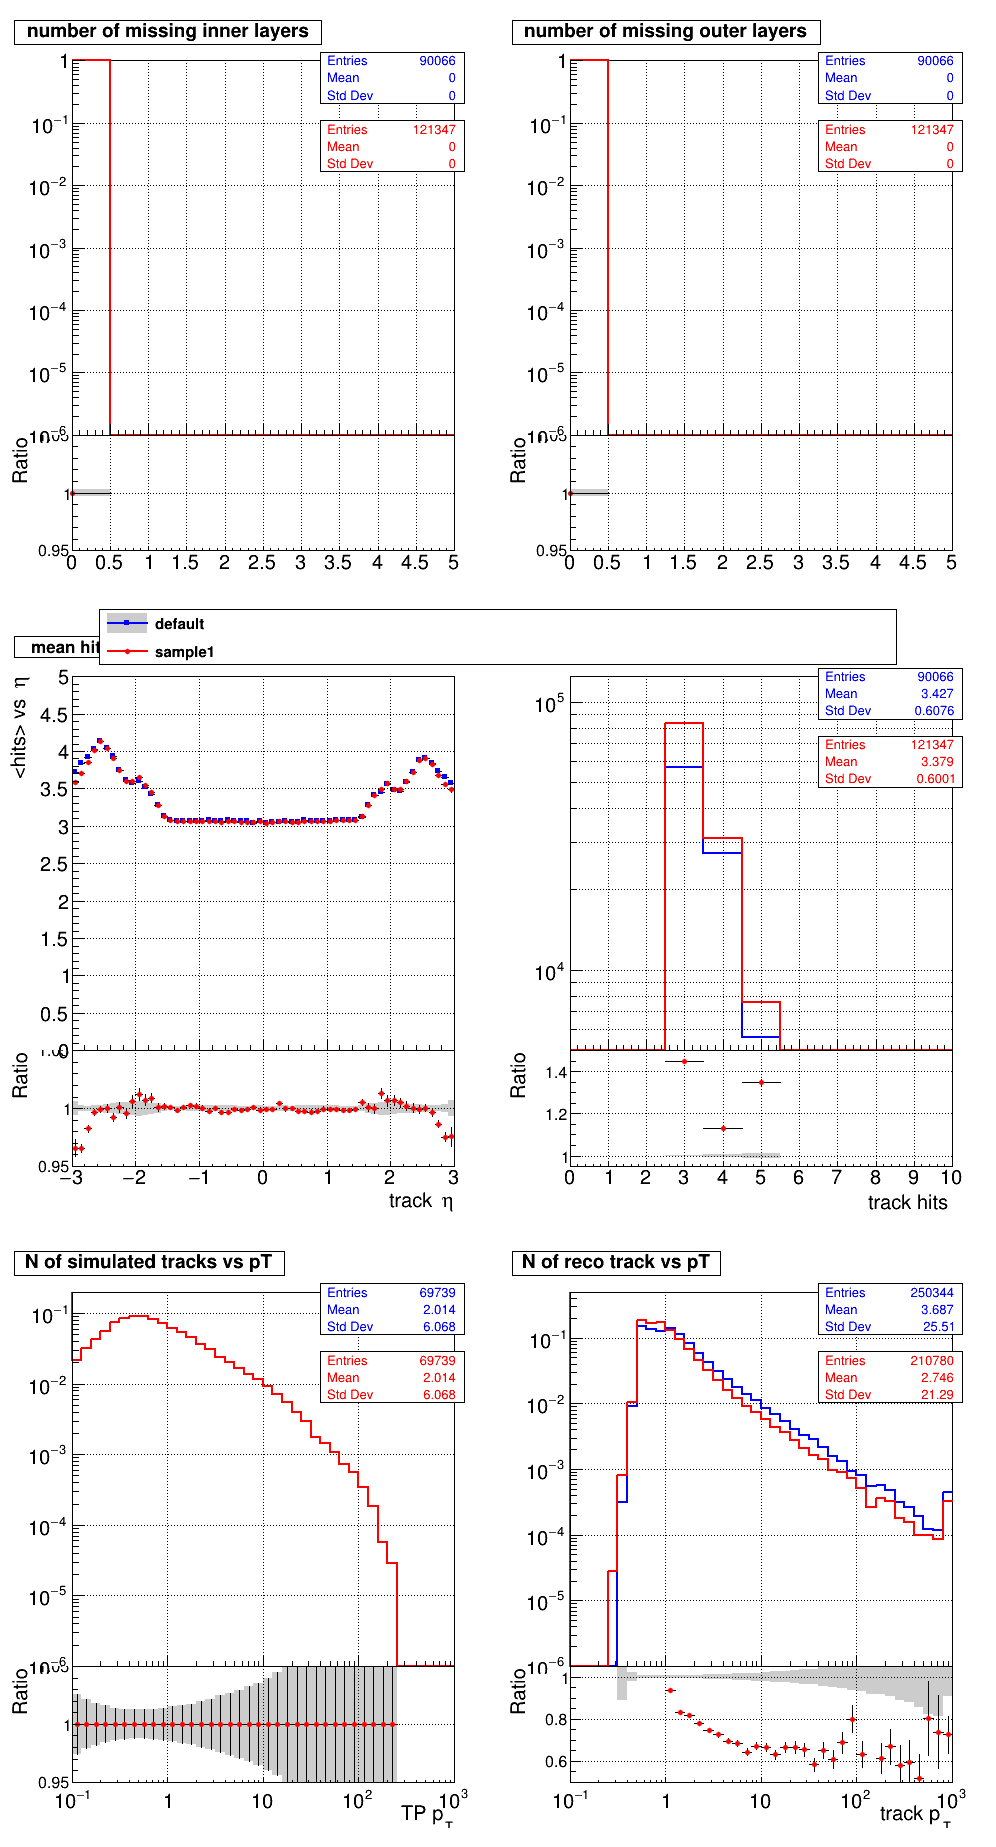 number of missing inner layers
Entries 90066
Mean 0
Std Dev 0
Entries 121347
Mean 0
Std Dev 0
1
10^-1
10^-2
10^-3
10^-4
10^-5
10^-6
Ratio
1
0.95
0 0.5 1 1.5 2 2.5 3 3.5 4 4.5 5
number of missing outer layers
Entries 90066
Mean 0
Std Dev 0
Entries 121347
Mean 0
Std Dev 0
1
10^-1
10^-2
10^-3
10^-4
10^-5
10^-6
Ratio
1
0.95
0 0.5 1 1.5 2 2.5 3 3.5 4 4.5 5
default
sample1
mean
<hits> vs η
5
4.5
4
3.5
3
2.5
2
1.5
1
0.5
0
Ratio
1
0.95
−3 −2 −1 0 1 2 3
track η
Entries 90066
Mean 3.427
Std Dev 0.6076
Entries 121347
Mean 3.379
Std Dev 0.6001
10^5
10^4
Ratio
1.4
1.2
1
0 1 2 3 4 5 6 7 8 9 10
track hits
N of simulated tracks vs pT
Entries 69739
Mean 2.014
Std Dev 6.068
Entries 69739
Mean 2.014
Std Dev 6.068
10^-1
10^-2
10^-3
10^-4
10^-5
10^-6
Ratio
1
0.95
10^-1 1 10 10^2 10^3
TP p_T
N of reco track vs pT
Entries 250344
Mean 3.687
Std Dev 25.51
Entries 210780
Mean 2.746
Std Dev 21.29
10^-1
10^-2
10^-3
10^-4
10^-5
10^-6
Ratio
1
0.8
0.6
10^-1 1 10 10^2 10^3
track p_T